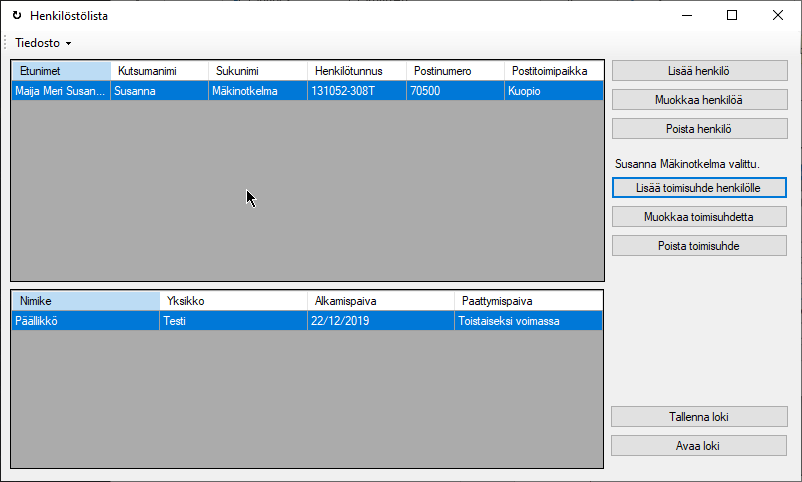 Henkilöstölista
Tiedosto
Etunimet Kutsumanimi Sukunimi Henkilötunnus Postinumero Postitoimipaikka
Maija Meri Susan... Susanna Mäkinotkelma 131052-308T 70500 Kuopio
Lisää henkilö
Muokkaa henkilöä
Poista henkilö
Susanna Mäkinotkelma valittu.
Lisää toimisuhde henkilölle
Muokkaa toimisuhdetta
Poista toimisuhde
Nimike Yksikko Alkamispaiva Paattymispaiva
Päällikkö Testi 22/12/2019 Toistaiseksi voimassa
Tallenna loki
Avaa loki